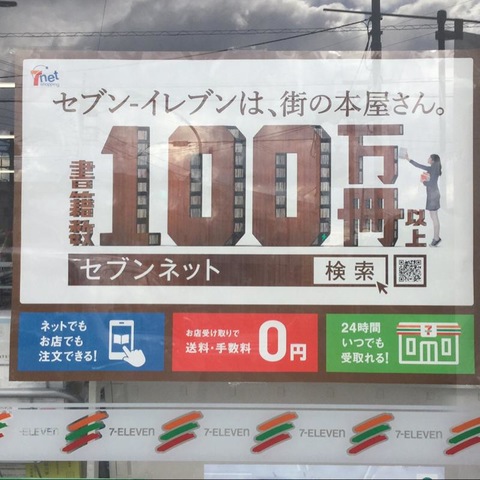 7net
shopping
セブン-イレブンは、街の本屋さん。
書籍数
100万冊
以上
セブンネット
検索
ネットでも
お店でも
注文できる!
お店受け取りで
送料・手数料
0円
24時間
いつでも
受取れる!
7-ELEVEN 7-ELEVEN 7-ELEVEN 7-ELEVEN 7-ELEVEN